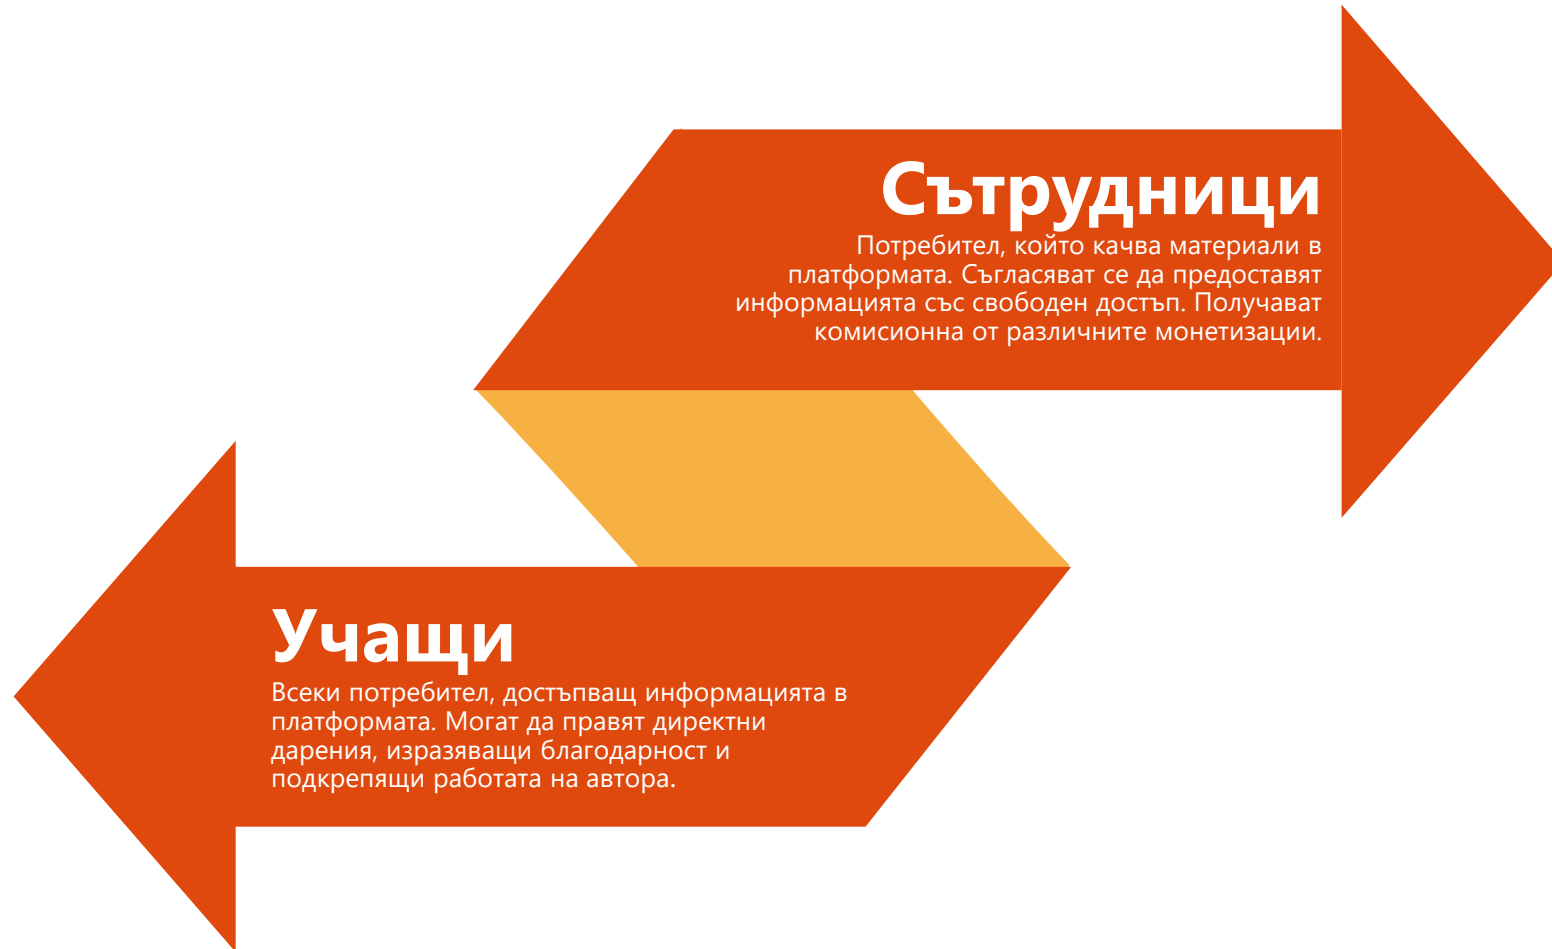 Сътрудници
Потребител, който качва материали в
платформата. Съгласяват се да предоставят
информацията със свободен достъп. Получават
комисионна от различните монетизации.
Учащи
Всеки потребител, достъпващ информацията в
платформата. Могат да правят директни
дарения, изразяващи благодарност и
подкрепящи работата на автора.